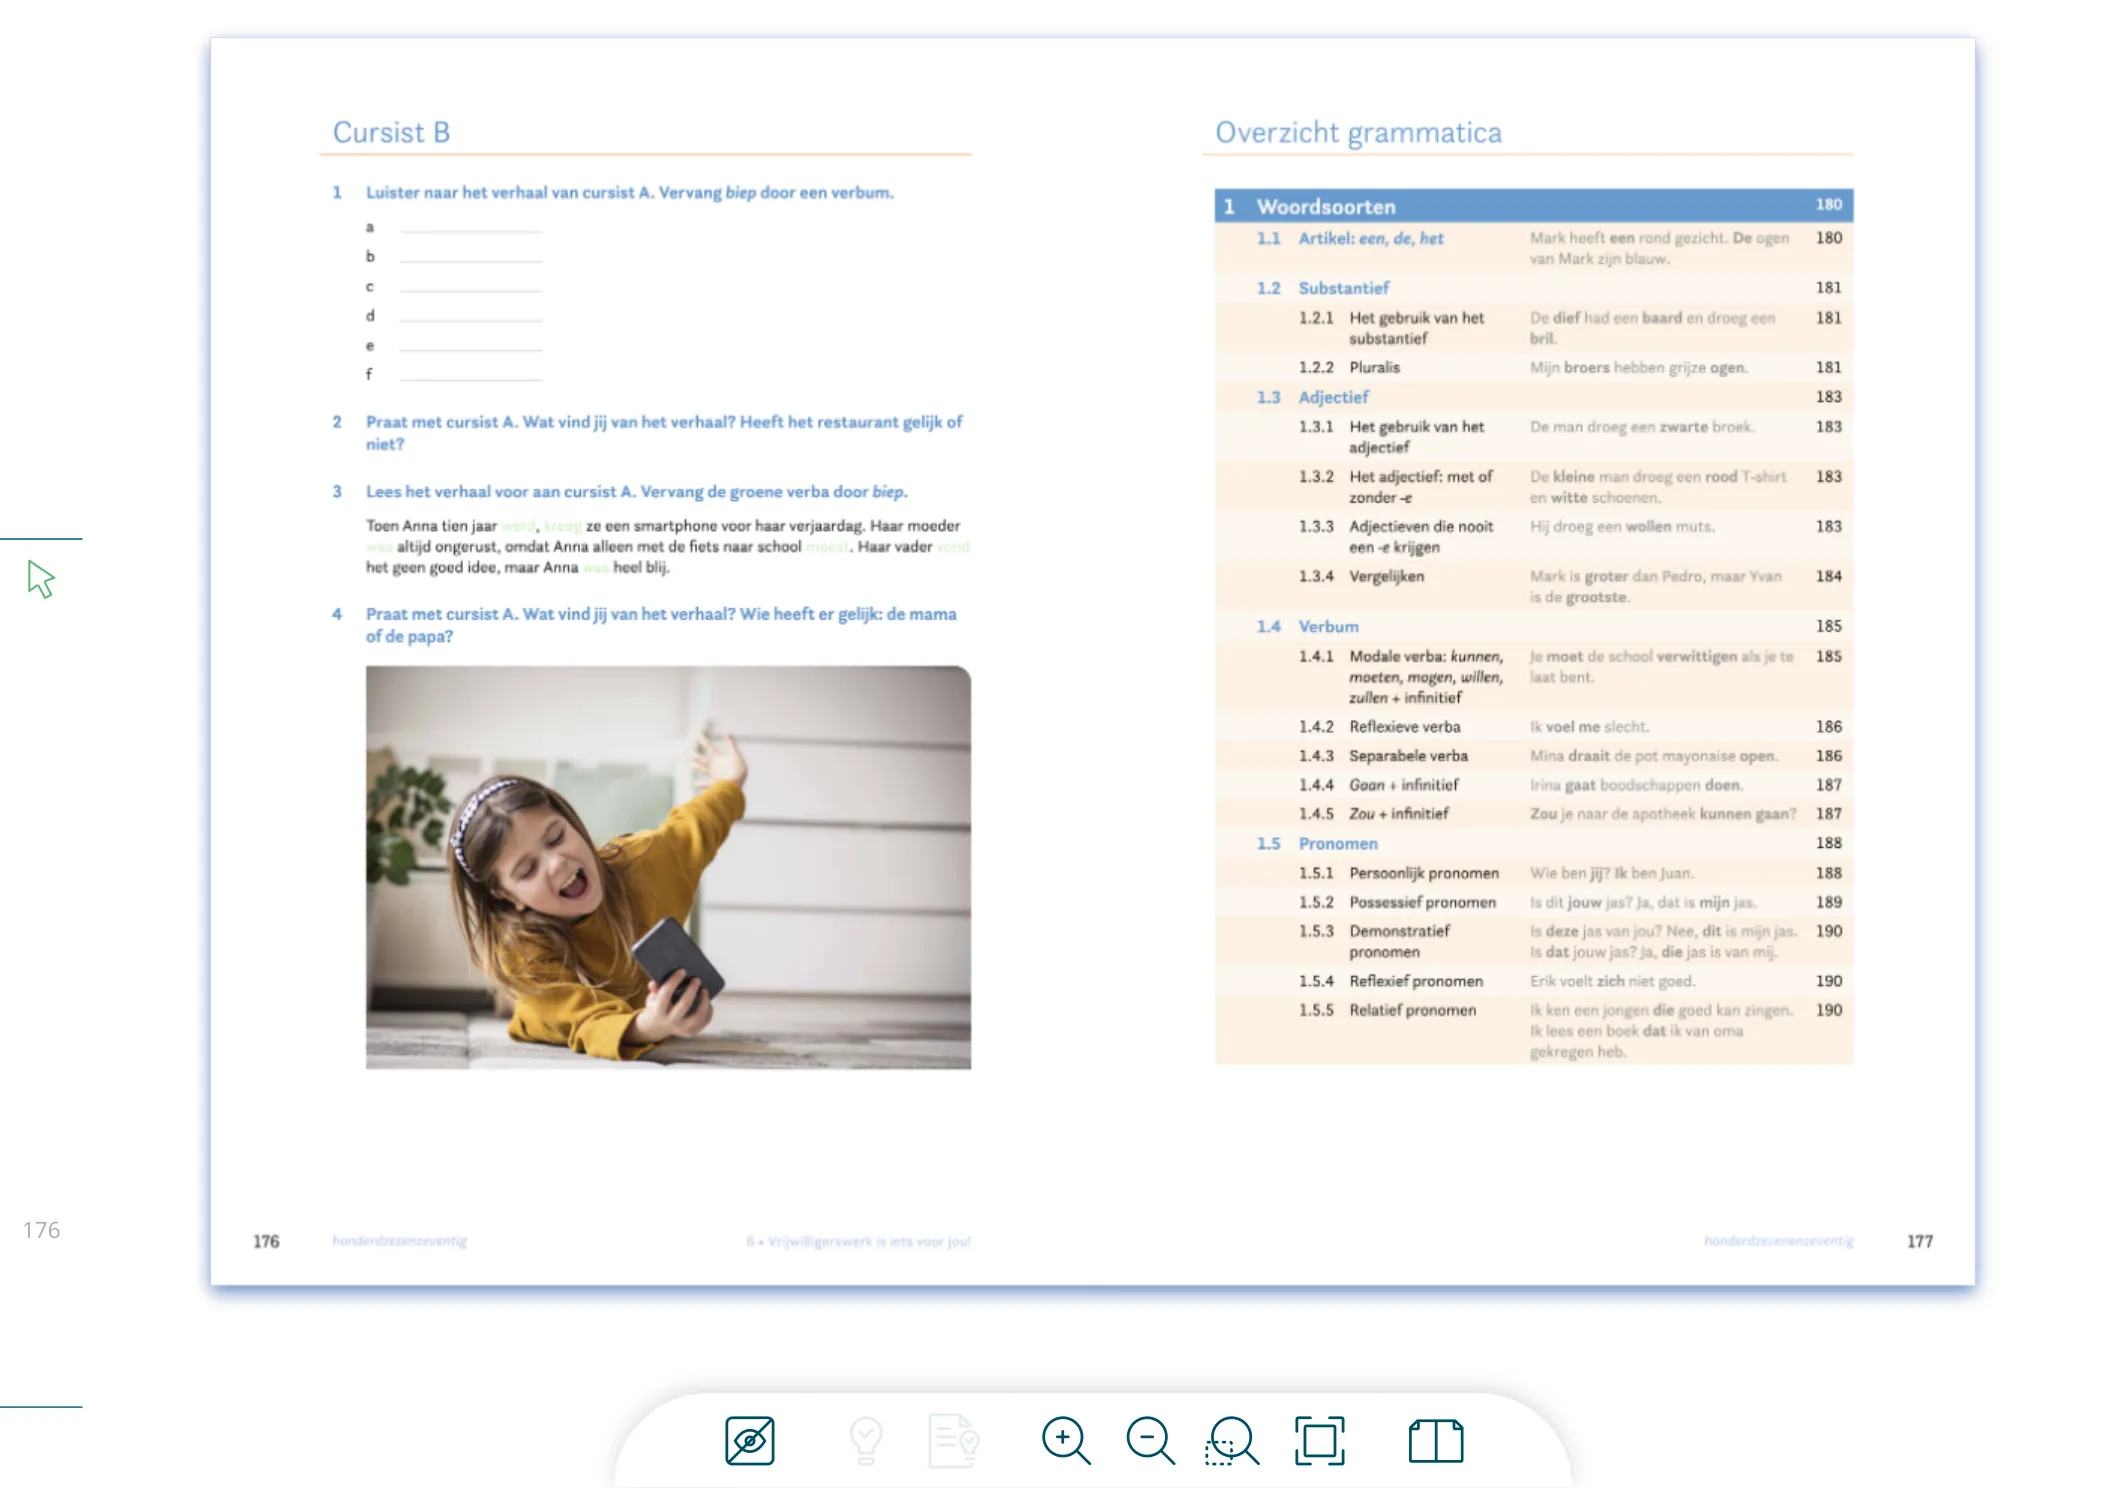 Cursist B
1 Luister naar het verhaal van cursist A. Vervang biep door een verbum.
a
b
c
d
e
f
2 Praat met cursist A. Wat vind jij van het verhaal? Heeft het restaurant gelijk of
niet?
3 Lees het verhaal voor aan cursist A. Vervang de groene verba door biep.
Toen Anna tien jaar werd, kreeg ze een smartphone voor haar verjaardag. Haar moeder
was altijd ongerust, omdat Anna alleen met de fiets naar school moest. Haar vader vond
het geen goed idee, maar Anna was heel blij.
4 Praat met cursist A. Wat vind jij van het verhaal? Wie heeft er gelijk: de mama
of de papa?
176 honderdzesenzeventig 6 • Vrijwilligerswerk is iets voor jou!
Overzicht grammatica
1 Woordsoorten 180
1.1 Artikel: een, de, het Mark heeft een rond gezicht. De ogen 180
van Mark zijn blauw.
1.2 Substantief 181
1.2.1 Het gebruik van het De dief had een baard en droeg een 181
substantief bril.
1.2.2 Pluralis Mijn broers hebben grijze ogen. 181
1.3 Adjectief 183
1.3.1 Het gebruik van het De man droeg een zwarte broek. 183
adjectief
1.3.2 Het adjectief: met of De kleine man droeg een rood T-shirt 183
zonder -e en witte schoenen.
1.3.3 Adjectieven die nooit Hij droeg een wollen muts. 183
een -e krijgen
1.3.4 Vergelijken Mark is groter dan Pedro, maar Yvan 184
is de grootste.
1.4 Verbum 185
1.4.1 Modale verba: kunnen, Je moet de school verwittigen als je te 185
moeten, mogen, willen, laat bent.
zullen + infinitief
1.4.2 Reflexieve verba Ik voel me slecht. 186
1.4.3 Separabele verba Mina draait de pot mayonaise open. 186
1.4.4 Gaan + infinitief Irina gaat boodschappen doen. 187
1.4.5 Zou + infinitief Zou je naar de apotheek kunnen gaan? 187
1.5 Pronomen 188
1.5.1 Persoonlijk pronomen Wie ben jij? Ik ben Juan. 188
1.5.2 Possessief pronomen Is dit jouw jas? Ja, dat is mijn jas. 189
1.5.3 Demonstratief Is deze jas van jou? Nee, dit is mijn jas. 190
pronomen Is dat jouw jas? Ja, die jas is van mij.
1.5.4 Reflexief pronomen Erik voelt zich niet goed. 190
1.5.5 Relatief pronomen Ik ken een jongen die goed kan zingen. 190
Ik lees een boek dat ik van oma
gekregen heb.
honderdzevenenzeventig 177
176